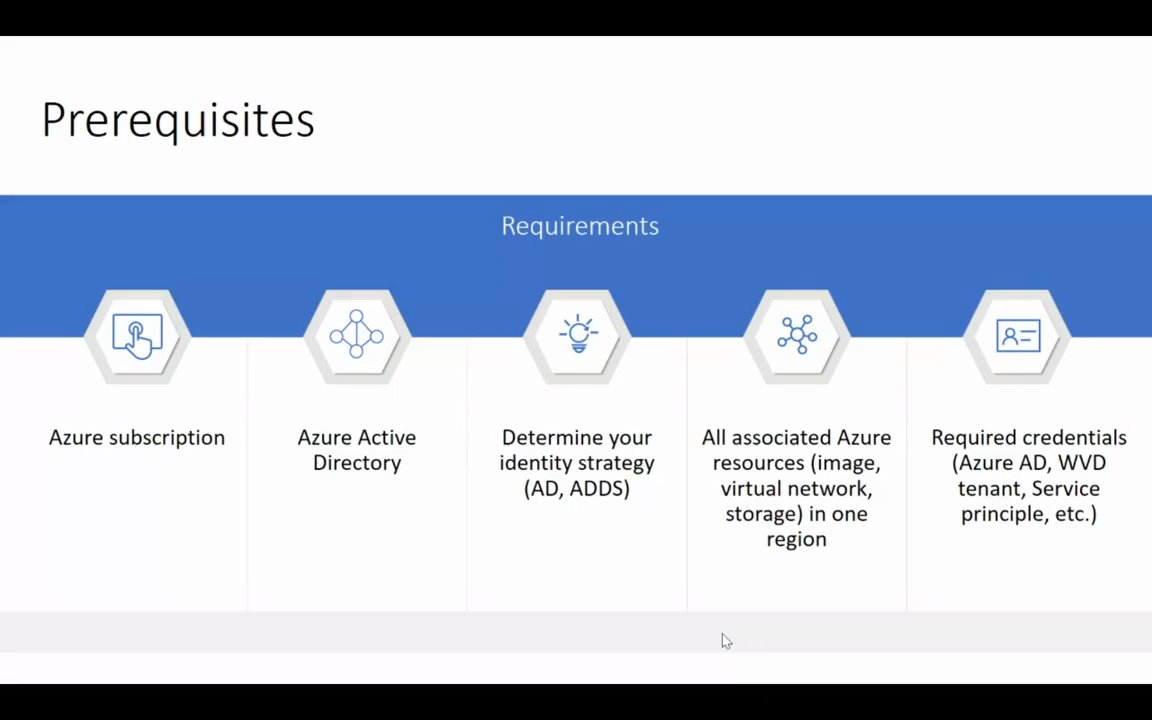 Prerequisites
Requirements
Azure subscription
Azure Active
Directory
Determine your
identity strategy
(AD, ADDS)
All associated Azure
resources (image,
virtual network,
storage) in one
region
Required credentials
(Azure AD, WVD
tenant, Service
principle, etc.)